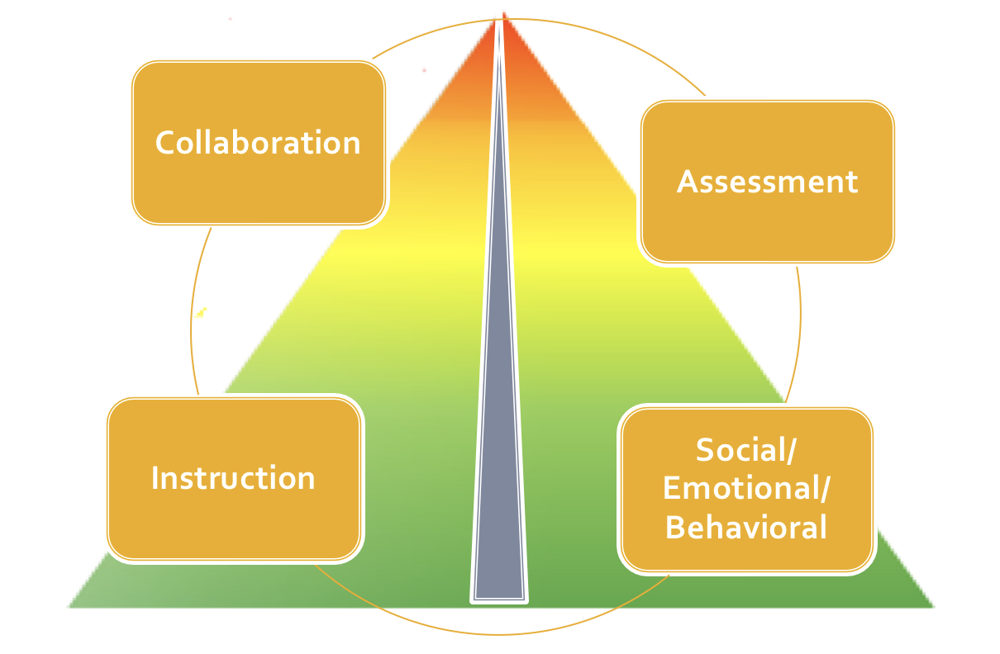 Collaboration
Assessment
Instruction
Social/
Emotional/
Behavioral